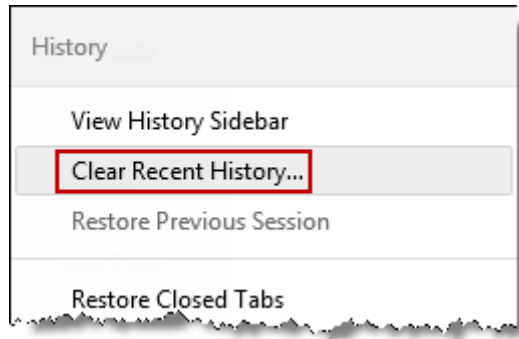 History
View History Sidebar
Clear Recent History...
Restore Previous Session
Restore Closed Tabs